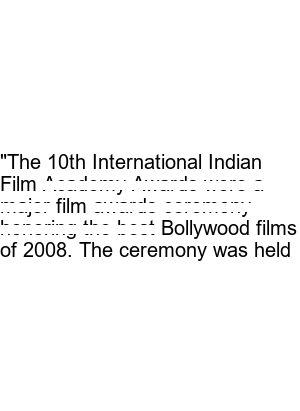 "The 10th International Indian
Film Academy Awards were a
major film awards ceremony
honoring the best Bollywood films
of 2008. The ceremony was held